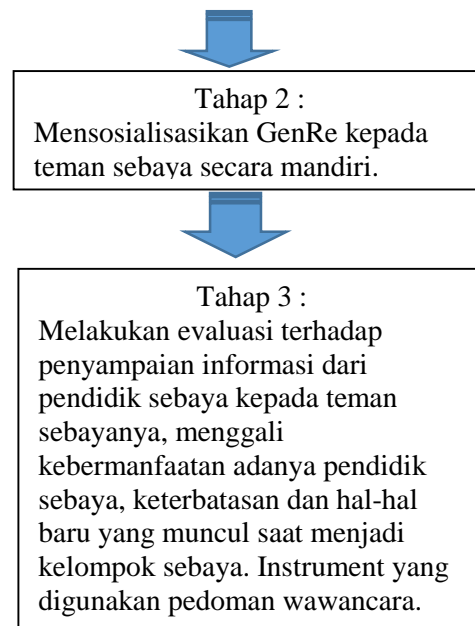 Tahap 2 :
Mensosialisasikan GenRe kepada
teman sebaya secara mandiri.
Tahap 3 :
Melakukan evaluasi terhadap
penyampaian informasi dari
pendidik sebaya kepada teman
sebayanya, menggali
kebermanfaatan adanya pendidik
sebaya, keterbatasan dan hal-hal
baru yang muncul saat menjadi
kelompok sebaya. Instrument yang
digunakan pedoman wawancara.